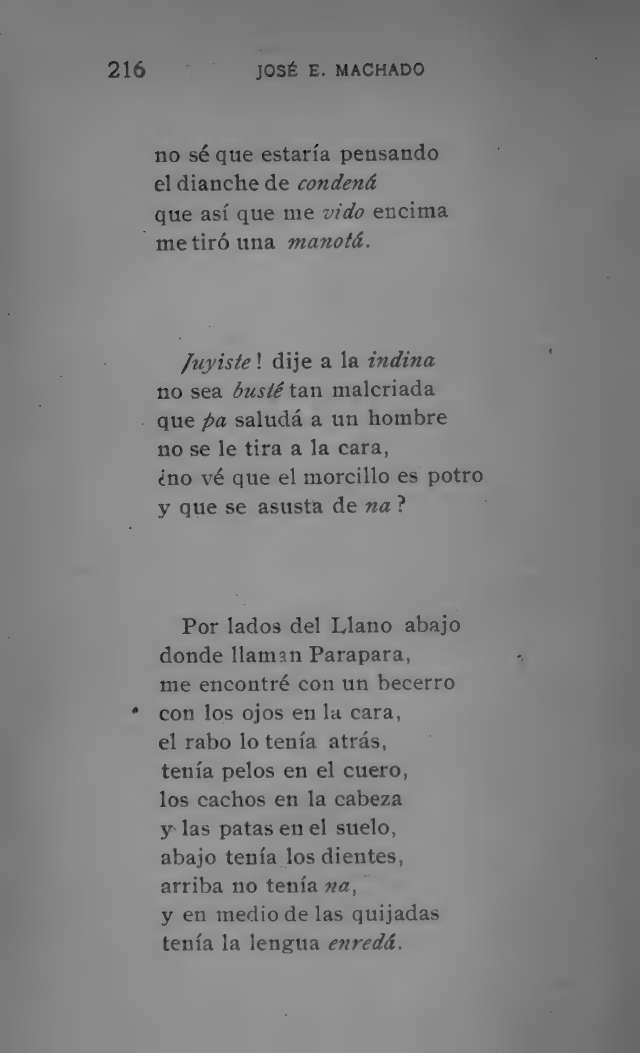 216 JOSÉ E. MACHADO
no sé que estaría pensando
el dianche de condená
que así que me vido encima
me tiró una manotá.
Juyiste! dije a la indina
no sea busté tan malcriada
que pa saludá a un hombre
no se le tira a la cara,
¿no vé que el morcillo es potro
y que se asusta de na?
Por lados del Llano abajo
donde llaman Parapara,
me encontré con un becerro
con los ojos en la cara,
el rabo lo tenía atrás,
tenía pelos en el cuero,
los cachos en la cabeza
y las patas en el suelo,
abajo tenía los dientes,
arriba no tenía na,
y en medio de las quijadas
tenía la lengua enredá.